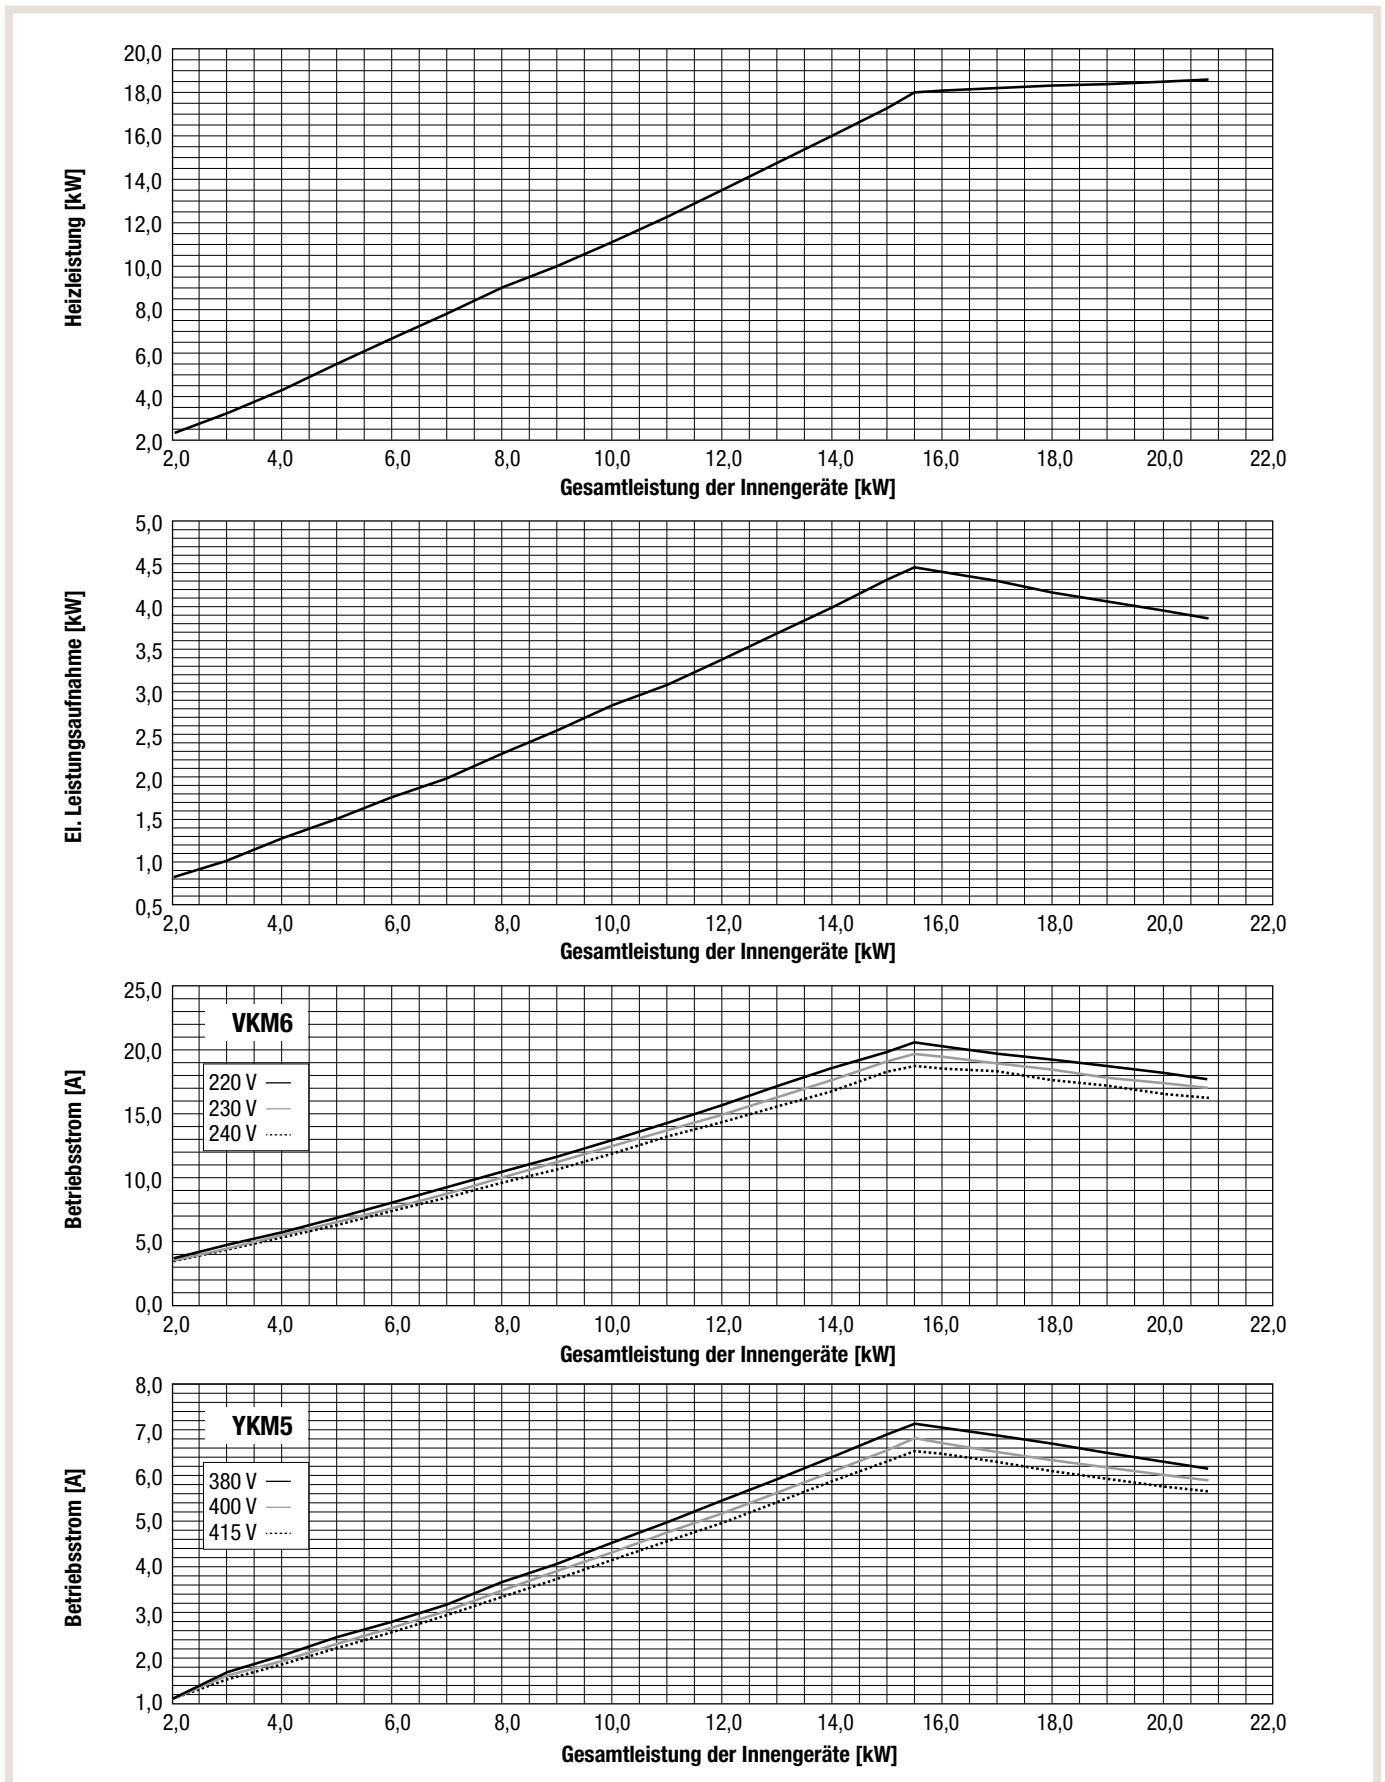 20,0
18,0
16,0
14,0
12,0
10,0
8,0
6,0
4,0
2,0
Heizleistung [kW]
2,0 4,0 6,0 8,0 10,0 12,0 14,0 16,0 18,0 20,0 22,0
Gesamtleistung der Innengeräte [kW]
5,0
4,5
4,0
3,5
3,0
2,5
2,0
1,5
1,0
0,5
El. Leistungsaufnahme [kW]
2,0 4,0 6,0 8,0 10,0 12,0 14,0 16,0 18,0 20,0 22,0
Gesamtleistung der Innengeräte [kW]
25,0
20,0
15,0
10,0
5,0
0,0
Betriebsstrom [A]
VKM6
220 V
230 V
240 V
2,0 4,0 6,0 8,0 10,0 12,0 14,0 16,0 18,0 20,0 22,0
Gesamtleistung der Innengeräte [kW]
8,0
7,0
6,0
5,0
4,0
3,0
2,0
1,0
Betriebsstrom [A]
YKM5
380 V
400 V
415 V
2,0 4,0 6,0 8,0 10,0 12,0 14,0 16,0 18,0 20,0 22,0
Gesamtleistung der Innengeräte [kW]